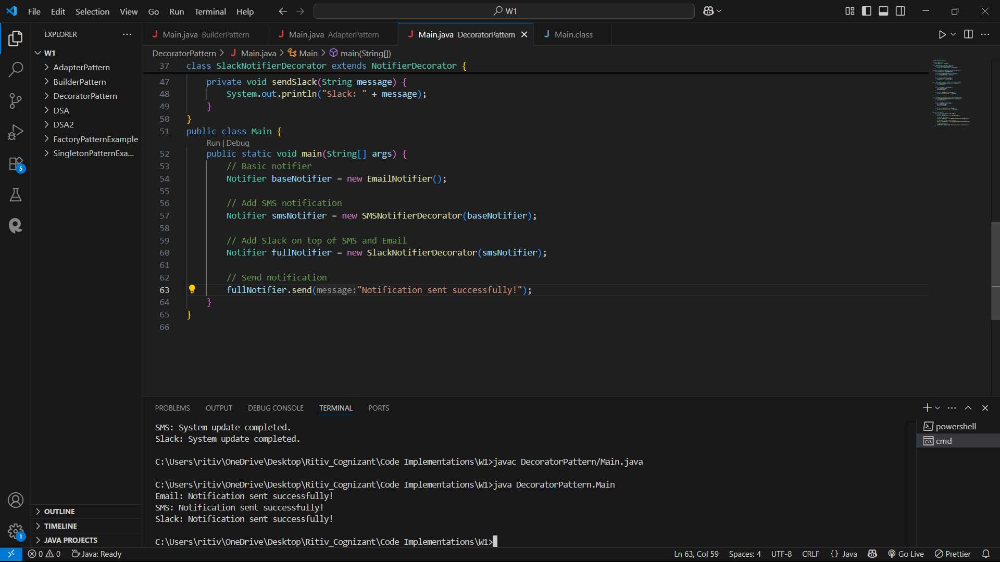 File Edit Selection View Go Run Terminal Help
W1
EXPLORER
W1
AdapterPattern
BuilderPattern
DecoratorPattern
DSA
DSA2
FactoryPatternExample
SingletonPatternExa...
5
1
OUTLINE
TIMELINE
JAVA PROJECTS
Main.java BuilderPattern
Main.java AdapterPattern
Main.java DecoratorPattern
Main.class
DecoratorPattern > Main.java > Main > main(String[])
37 class SlackNotifierDecorator extends NotifierDecorator {
47 private void sendSlack(String message) {
48 System.out.println("Slack: " + message);
49 }
50 }
51 public class Main {
Run | Debug
52 public static void main(String[] args) {
53 // Basic notifier
54 Notifier baseNotifier = new EmailNotifier();
55
56 // Add SMS notification
57 Notifier smsNotifier = new SMSNotifierDecorator(baseNotifier);
58
59 // Add Slack on top of SMS and Email
60 Notifier fullNotifier = new SlackNotifierDecorator(smsNotifier);
61
62 // Send notification
63 fullNotifier.send(message:"Notification sent successfully!");
64 }
65 }
66
PROBLEMS OUTPUT DEBUG CONSOLE TERMINAL PORTS
SMS: System update completed.
Slack: System update completed.
C:\Users\ritiv\OneDrive\Desktop\Ritiv_Cognizant\Code Implementations\W1>javac DecoratorPattern/Main.java
C:\Users\ritiv\OneDrive\Desktop\Ritiv_Cognizant\Code Implementations\W1>java DecoratorPattern.Main
Email: Notification sent successfully!
SMS: Notification sent successfully!
Slack: Notification sent successfully!
C:\Users\ritiv\OneDrive\Desktop\Ritiv_Cognizant\Code Implementations\W1>
powershell
cmd
0 0 Java: Ready
Ln 63, Col 59 Spaces: 4 UTF-8 CRLF {} Java Go Live Prettier